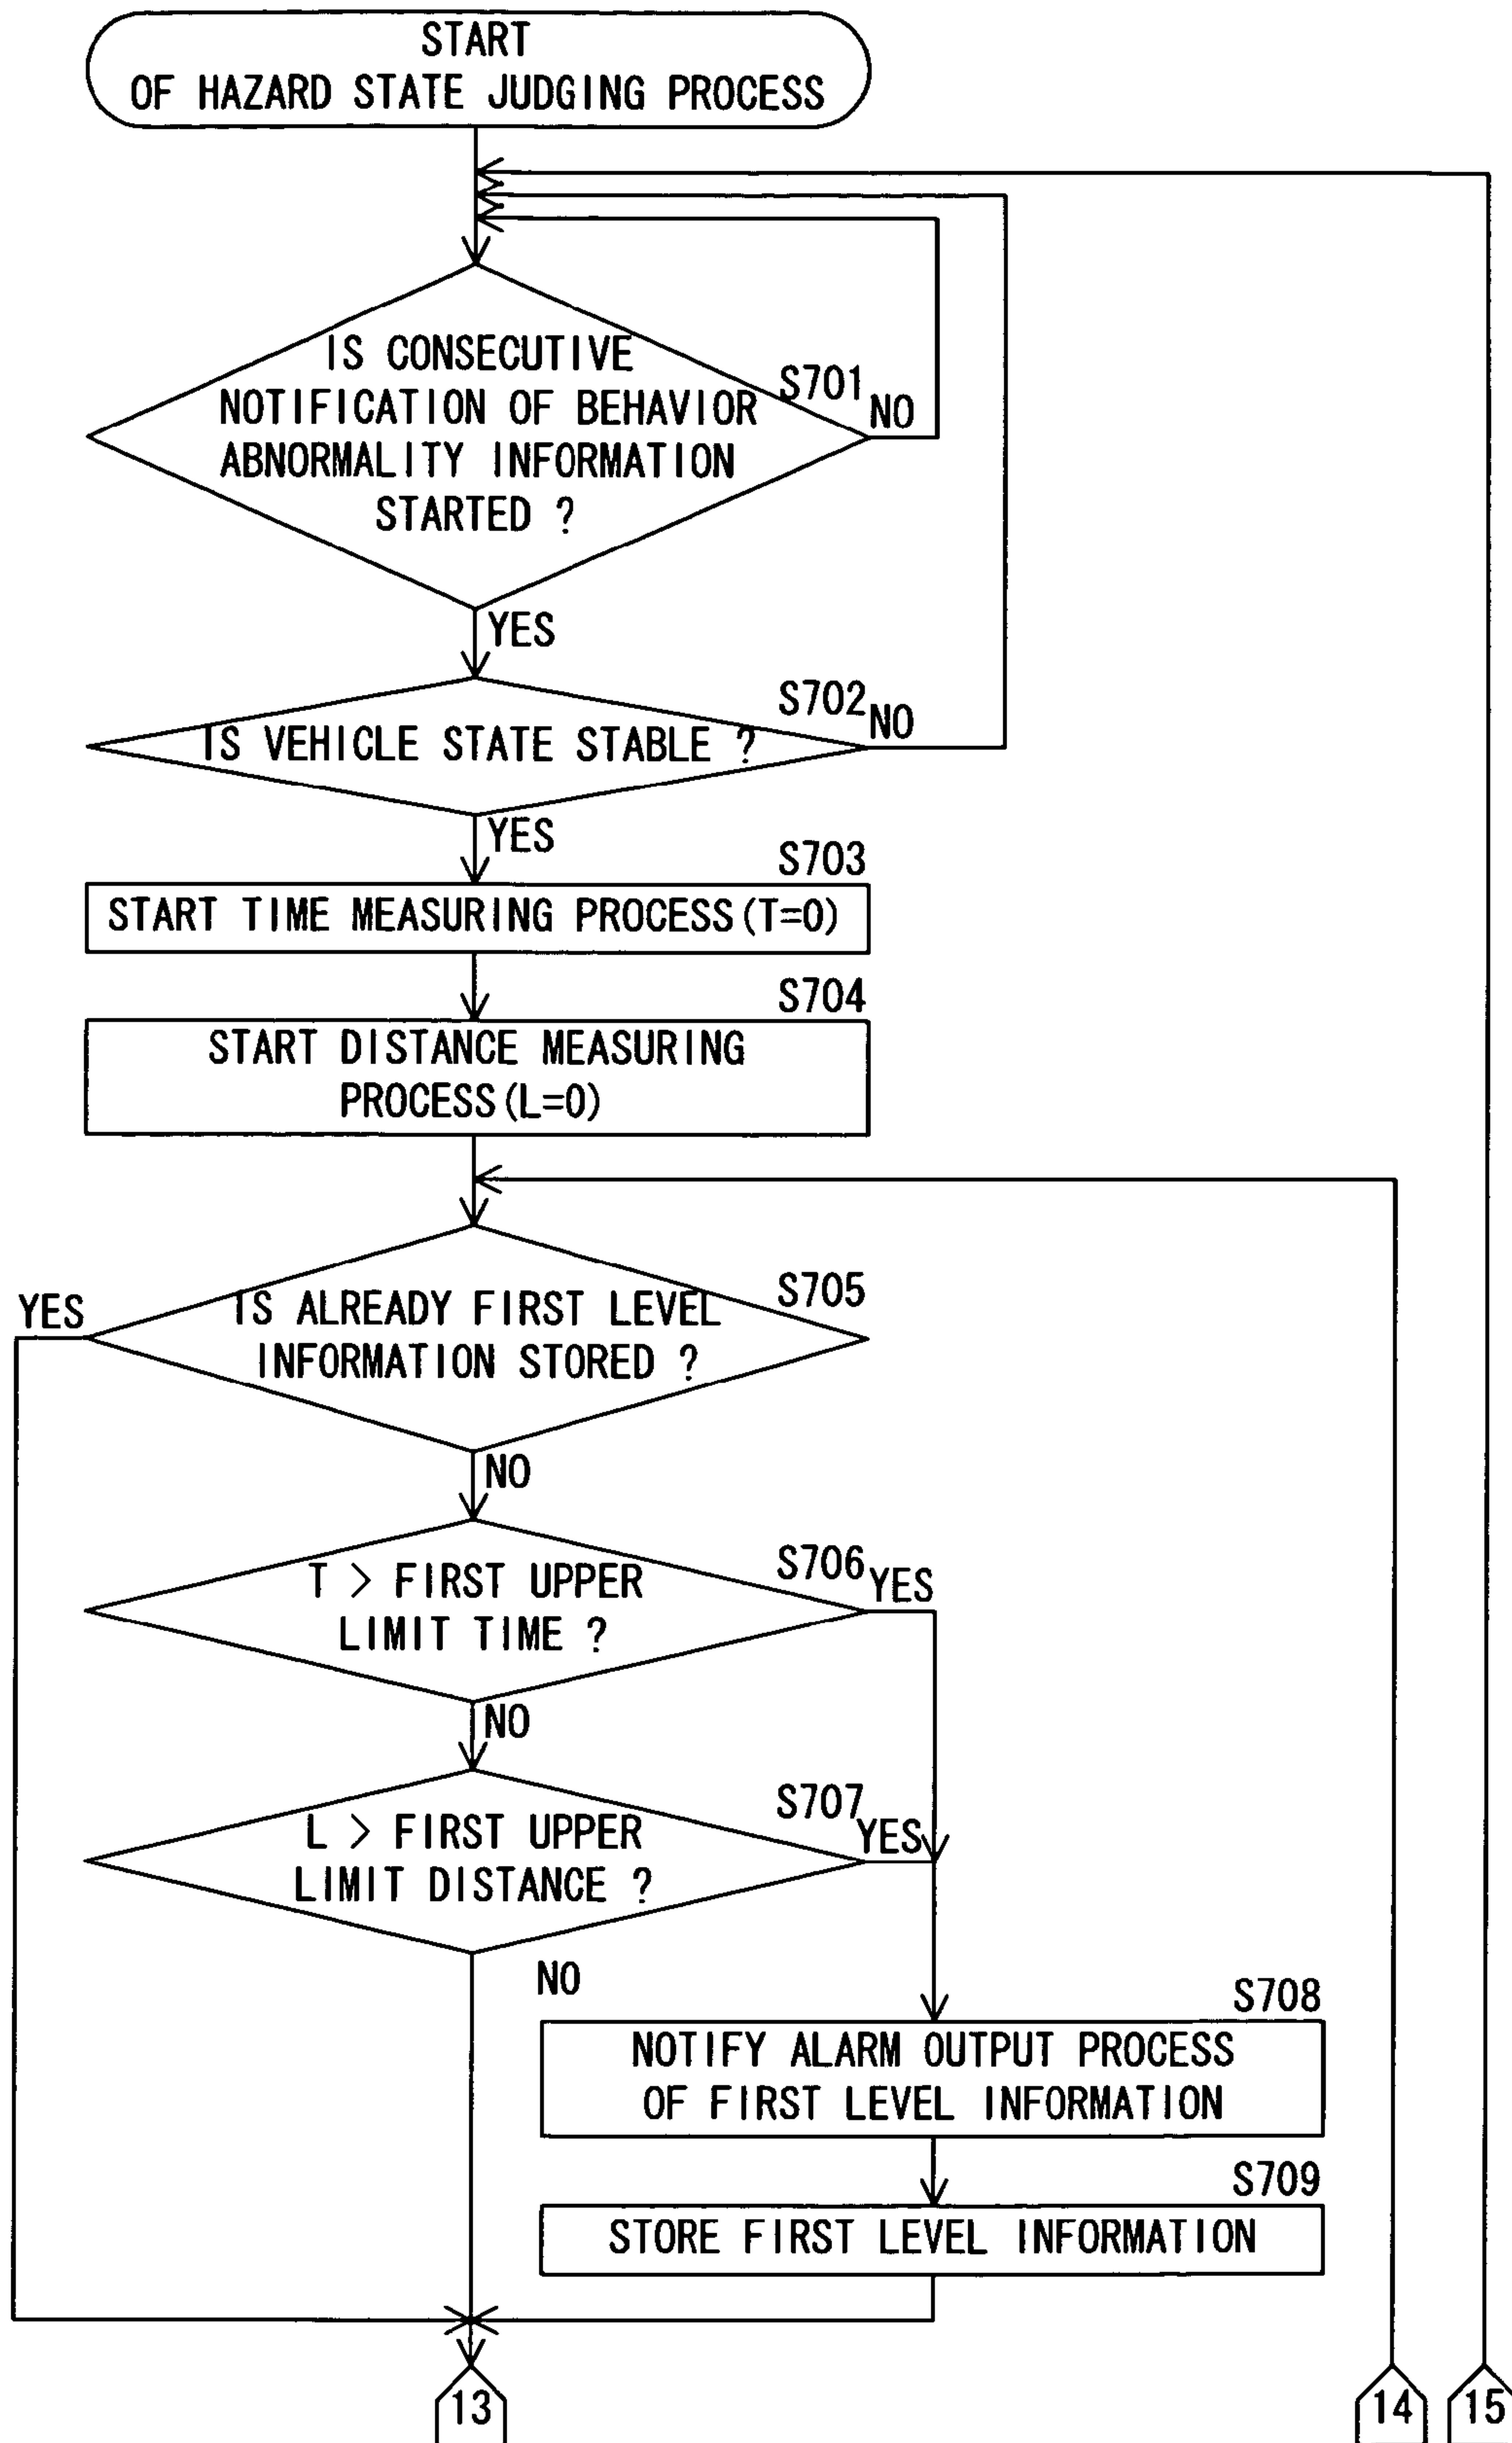 START
OF HAZARD STATE JUDGING PROCESS
IS CONSECUTIVE
NOTIFICATION OF BEHAVIOR
ABNORMALITY INFORMATION
STARTED ?
S701
NO
YES
S702
NO
IS VEHICLE STATE STABLE ?
YES
S703
START TIME MEASURING PROCESS(T=0)
S704
START DISTANCE MEASURING
PROCESS(L=0)
S705
YES
IS ALREADY FIRST LEVEL
INFORMATION STORED ?
NO
S706
YES
T > FIRST UPPER
LIMIT TIME ?
NO
S707
YES
L > FIRST UPPER
LIMIT DISTANCE ?
NO
S708
NOTIFY ALARM OUTPUT PROCESS
OF FIRST LEVEL INFORMATION
S709
STORE FIRST LEVEL INFORMATION
13
14
15